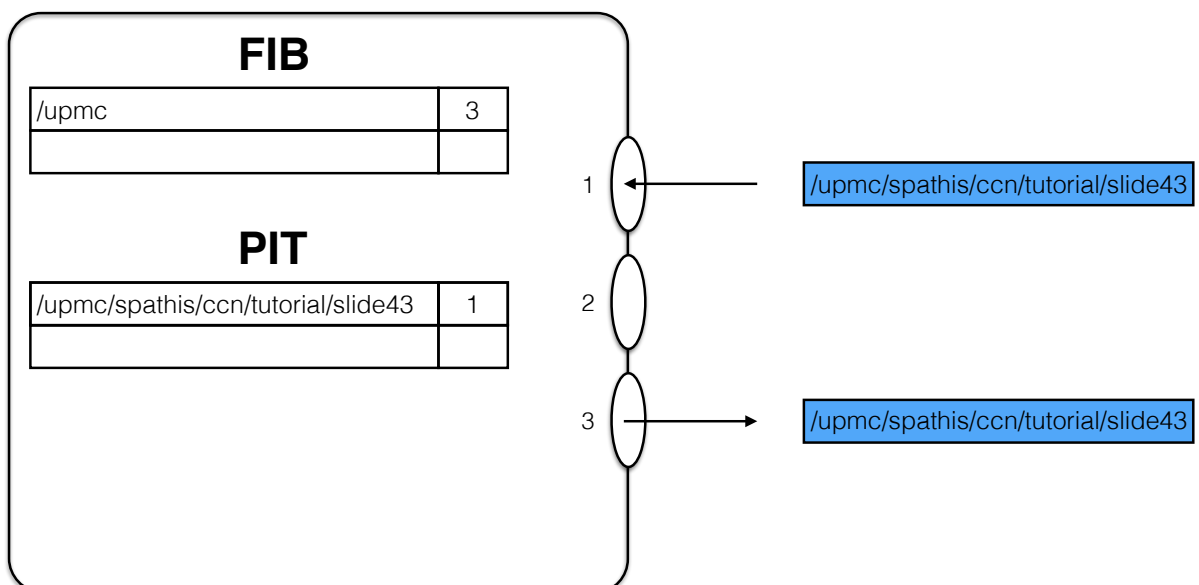 FIB
/upmc 3
1 /upmc/spathis/ccn/tutorial/slide43
PIT
/upmc/spathis/ccn/tutorial/slide43 1
2
3 /upmc/spathis/ccn/tutorial/slide43